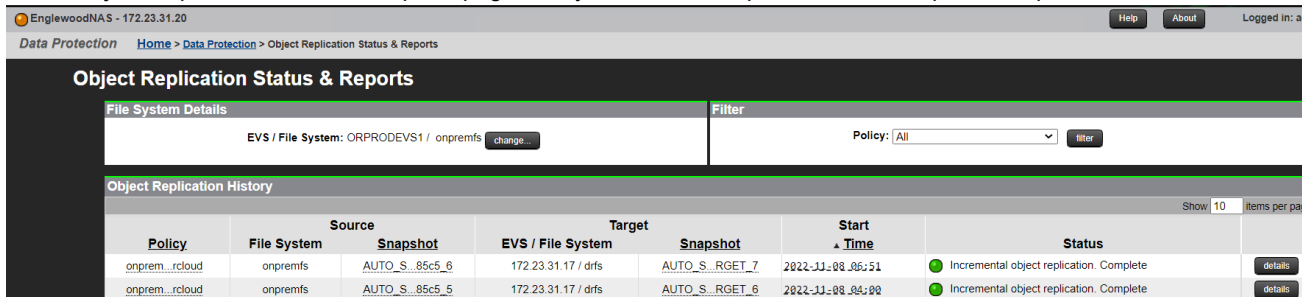 EnglewoodNAS - 172.23.31.20 Help About Logged in: a
Data Protection Home > Data Protection > Object Replication Status & Reports
Object Replication Status & Reports
File System Details Filter
EVS / File System: ORPRODEVS1 / onpremfs change... Policy: All filter
Object Replication History
Show 10 items per pa
Source Target Start
Policy File System Snapshot EVS / File System Snapshot Time Status
onprem...rcloud onpremfs AUTO_S...85c5_6 172.23.31.17 / drfs AUTO_S...RGET_7 2022-11-08 06:51 Incremental object replication. Complete details
onprem...rcloud onpremfs AUTO_S...85c5_5 172.23.31.17 / drfs AUTO_S...RGET_6 2022-11-08 04:00 Incremental object replication. Complete details